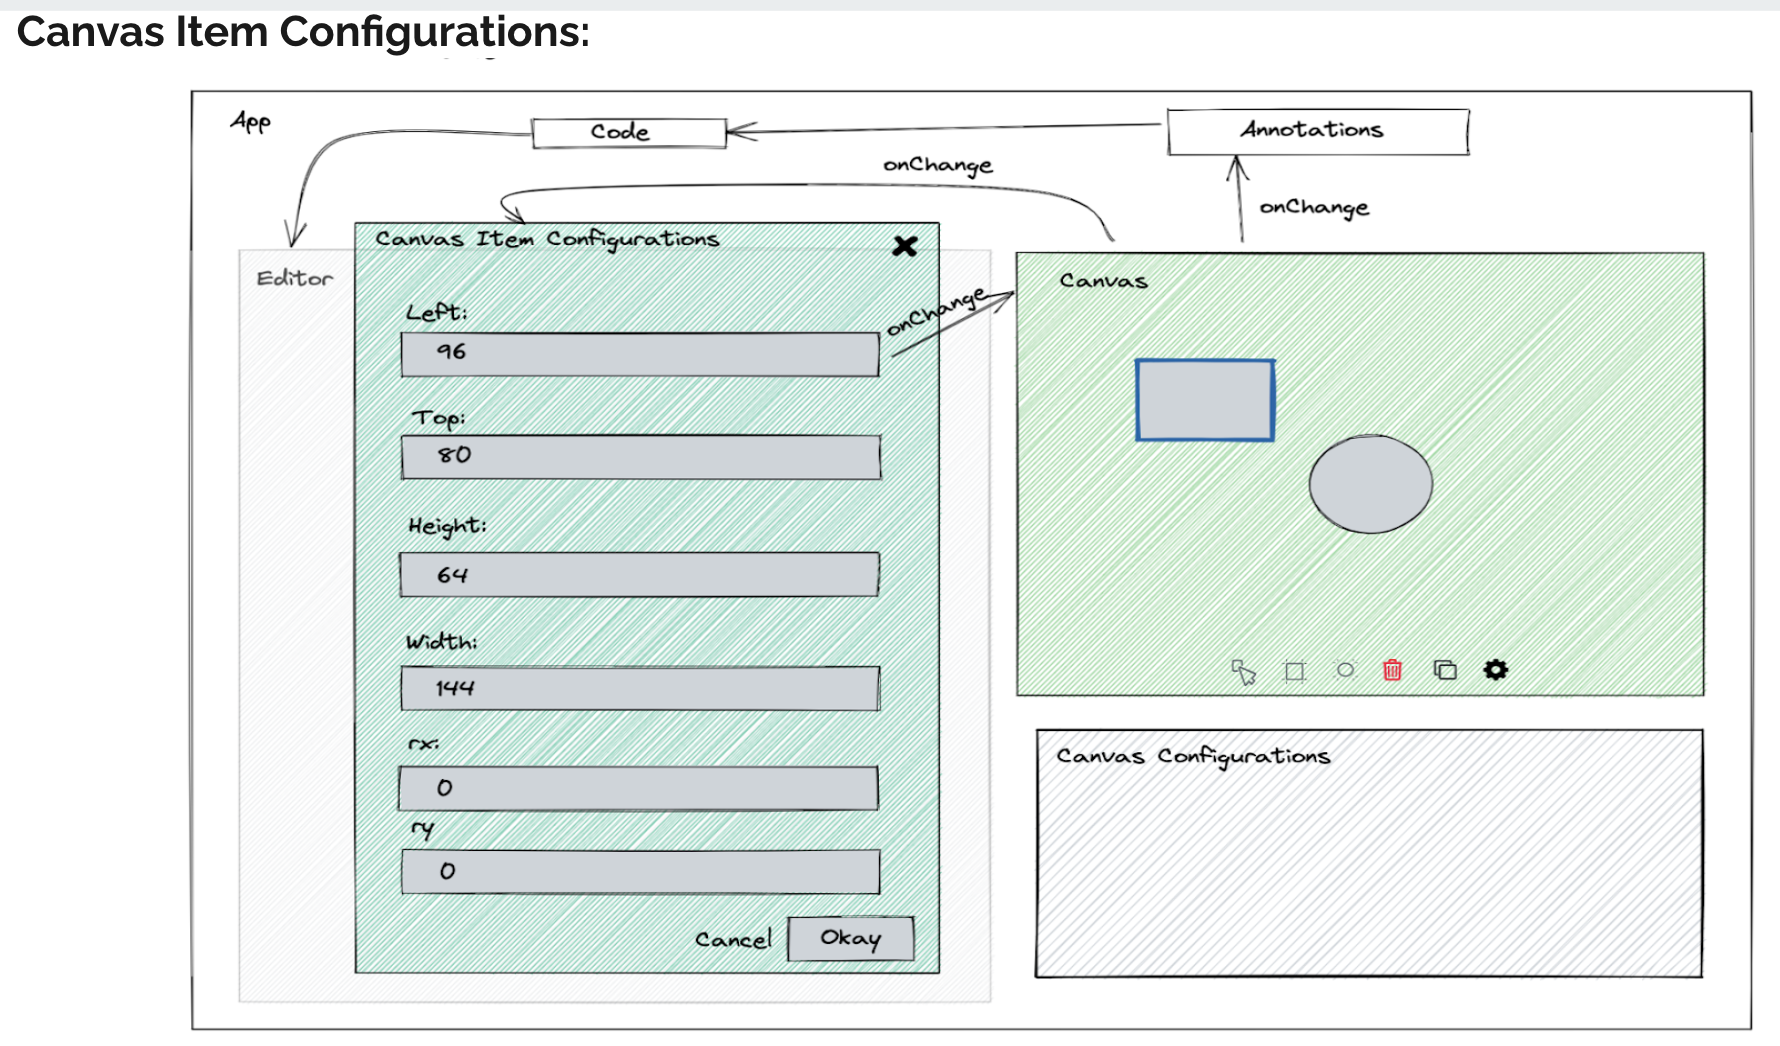 Canvas Item Configurations:
App
Code
Annotations
onChange
onChange
Canvas Item Configurations
Editor
Canvas
onChange
Left:
96
Top:
80
Height:
64
Width:
144
rx:
0
ry
0
Cancel
Okay
Canvas Configurations